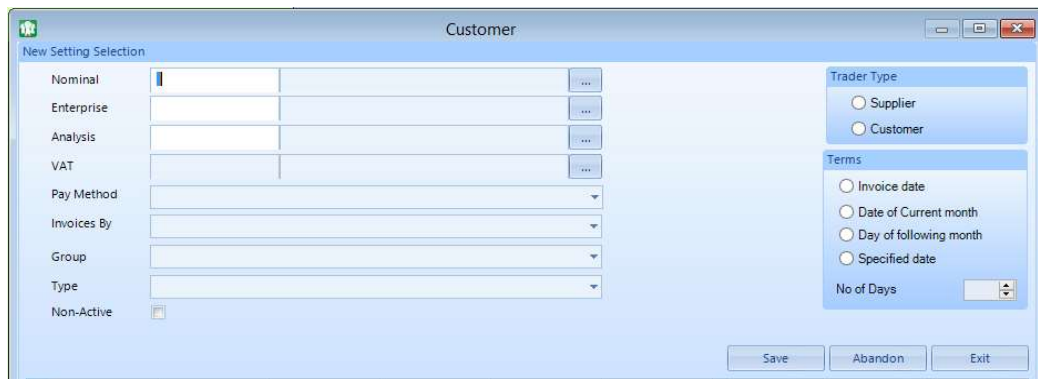 Customer
New Setting Selection
Nominal
...
Enterprise
...
Analysis
...
VAT
...
Pay Method
Invoices By
Group
Type
Non-Active
Trader Type
Supplier
Customer
Terms
Invoice date
Date of Current month
Day of following month
Specified date
No of Days
Save
Abandon
Exit